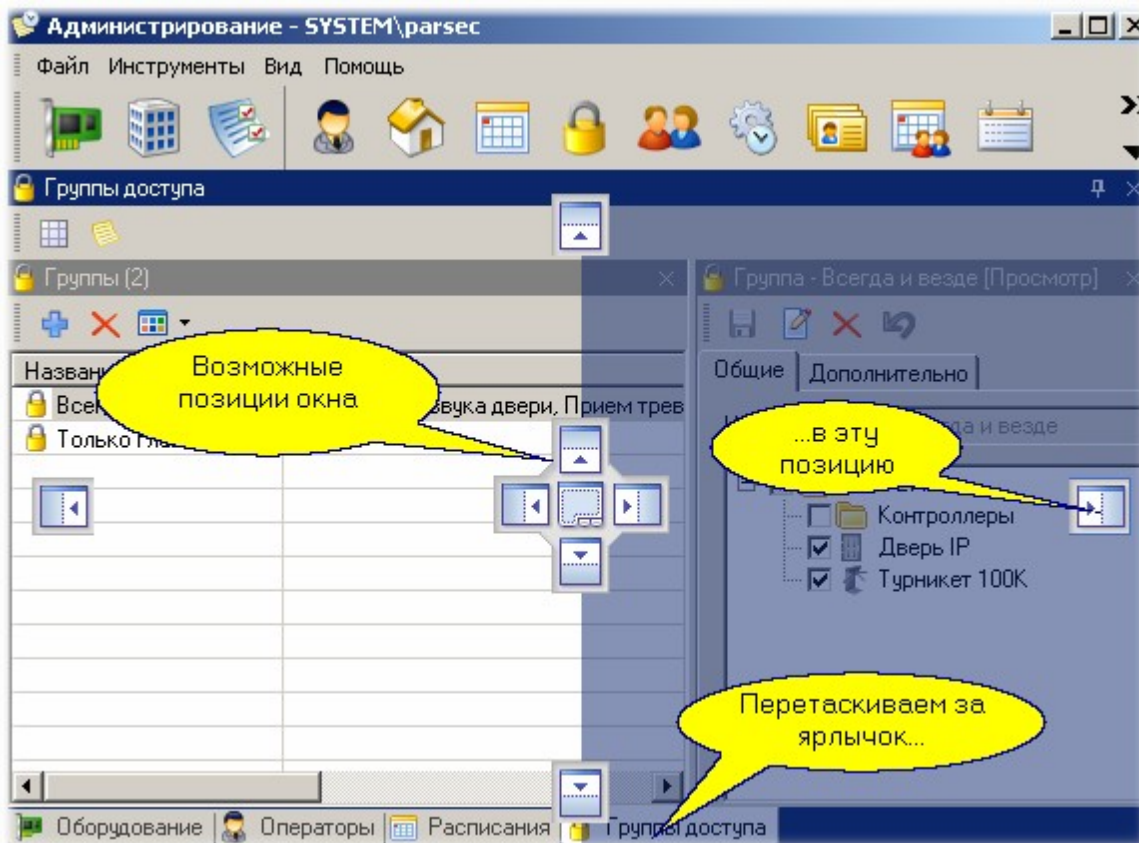 Администрирование - SYSTEM\parsec
Файл Инструменты Вид Помощь
Группы доступа
Группы (2)
Группа - Всегда и везде [Просмотр]
Возможные
позиции окна
звука двери, Прием трев
Только
Общие Дополнительно
...в эту
позицию
и везде
Контроллеры
Дверь IP
Турникет 100K
Перетаскиваем за
ярлычок...
Оборудование Операторы Расписания Группы доступа